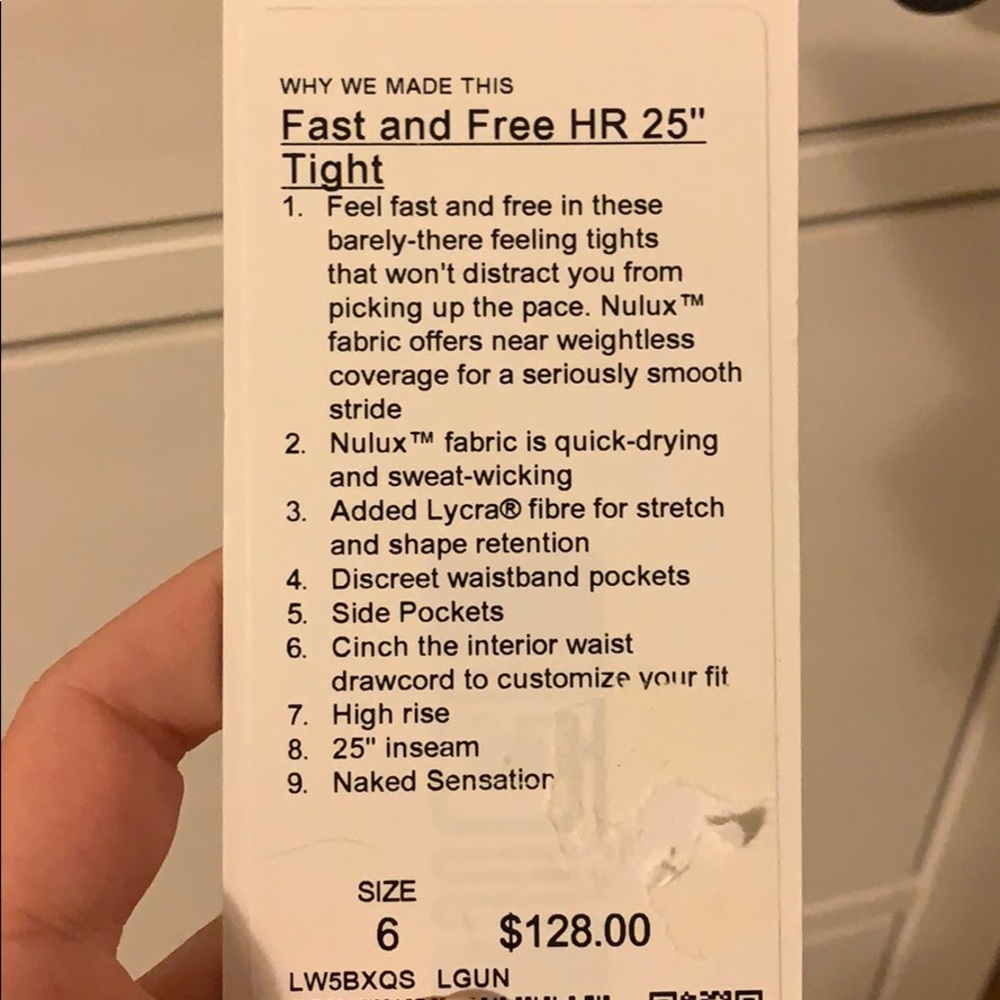 WHY WE MADE THIS
Fast and Free HR 25"
Tight
1. Feel fast and free in these
barely-there feeling tights
that won't distract you from
picking up the pace. Nulux™
fabric offers near weightless
coverage for a seriously smooth
stride
2. Nulux™ fabric is quick-drying
and sweat-wicking
3. Added Lycra® fibre for stretch
and shape retention
4. Discreet waistband pockets
5. Side Pockets
6. Cinch the interior waist
drawcord to customize your fit
7. High rise
8. 25" inseam
9. Naked Sensation
SIZE
6 $128.00
LW5BXQS LGUN